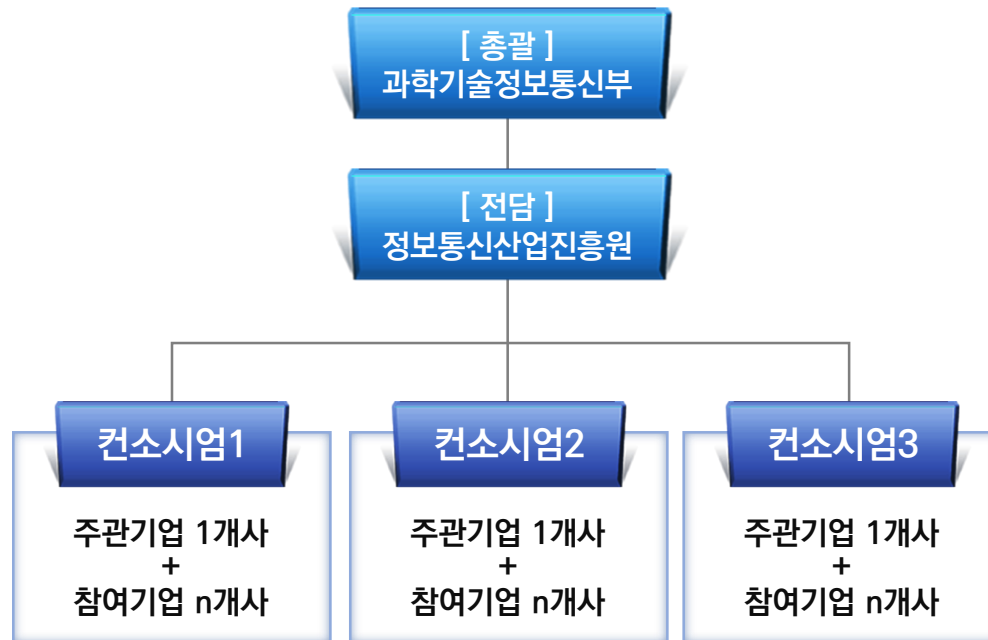 [ 총괄 ]
과학기술정보통신부
[ 전담 ]
정보통신산업진흥원
컨소시엄1
주관기업 1개사
+
참여기업 n개사
컨소시엄2
주관기업 1개사
+
참여기업 n개사
컨소시엄3
주관기업 1개사
+
참여기업 n개사